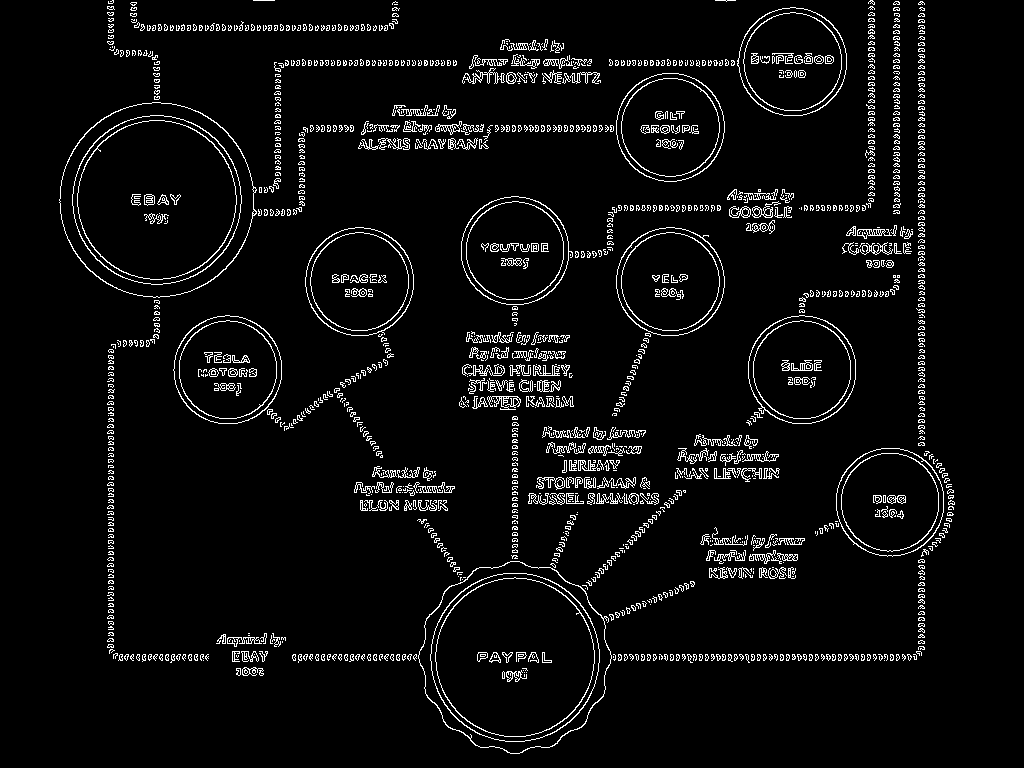 Founded by
former Ebay employee
ANTHONY NEMITZ
SWIPEGOOD
2010
Founded by
former Ebay employee
ALEXIS MAYBANK
GILT
GROUPE
2007
EBAY
1995
Acquired by
GOOGLE
2006
YOUTUBE
2005
SPACEX
2002
YELP
2004
Acquired by
GOOGLE
2010
TESLA
MOTORS
2003
Founded by former
PayPal employees
CHAD HURLEY,
STEVE CHEN
& JAWED KARIM
SLIDE
2005
Founded by former
PayPal employees
JEREMY
STOPPELMAN &
RUSSEL SIMMONS
Founded by
PayPal co-founder
MAX LEVCHIN
Founded by
PayPal co-founder
ELON MUSK
DIGG
2004
Founded by former
PayPal employee
KEVIN ROSE
Acquired by
EBAY
2002
PAYPAL
1998